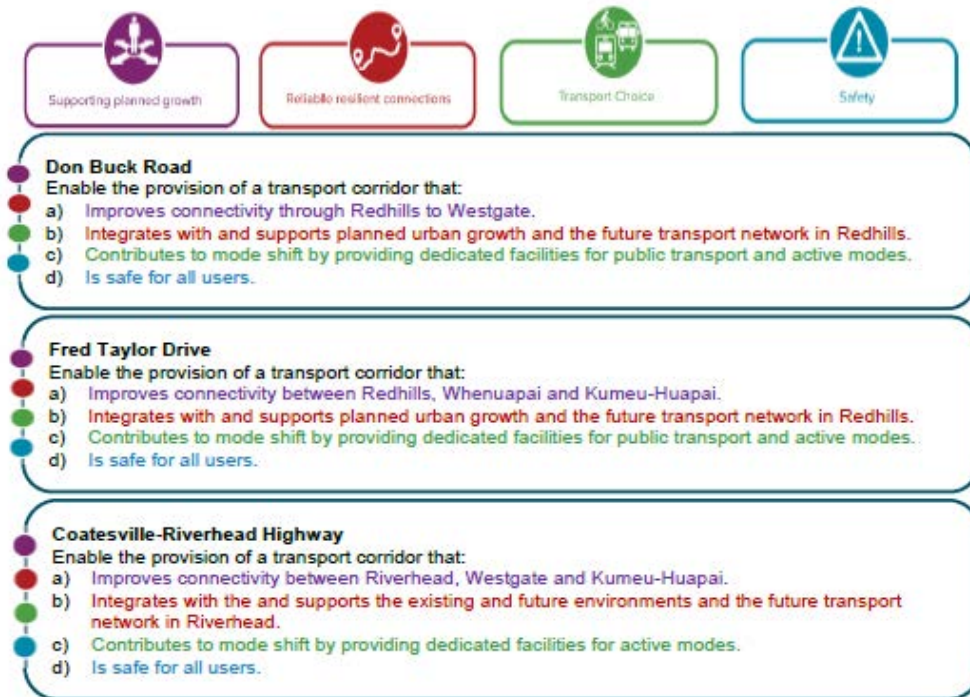 Supporting planned growth
Reliable resilient connections
Transport Choice
Safety
Don Buck Road
Enable the provision of a transport corridor that:
a) Improves connectivity through Redhills to Westgate.
b) Integrates with and supports planned urban growth and the future transport network in Redhills.
c) Contributes to mode shift by providing dedicated facilities for public transport and active modes.
d) Is safe for all users.
Fred Taylor Drive
Enable the provision of a transport corridor that:
a) Improves connectivity between Redhills, Whenuapai and Kumeu-Huapai.
b) Integrates with and supports planned urban growth and the future transport network in Redhills.
c) Contributes to mode shift by providing dedicated facilities for public transport and active modes.
d) Is safe for all users.
Coatesville-Riverhead Highway
Enable the provision of a transport corridor that:
a) Improves connectivity between Riverhead, Westgate and Kumeu-Huapai.
b) Integrates with the and supports the existing and future environments and the future transport
network in Riverhead.
c) Contributes to mode shift by providing dedicated facilities for active modes.
d) Is safe for all users.